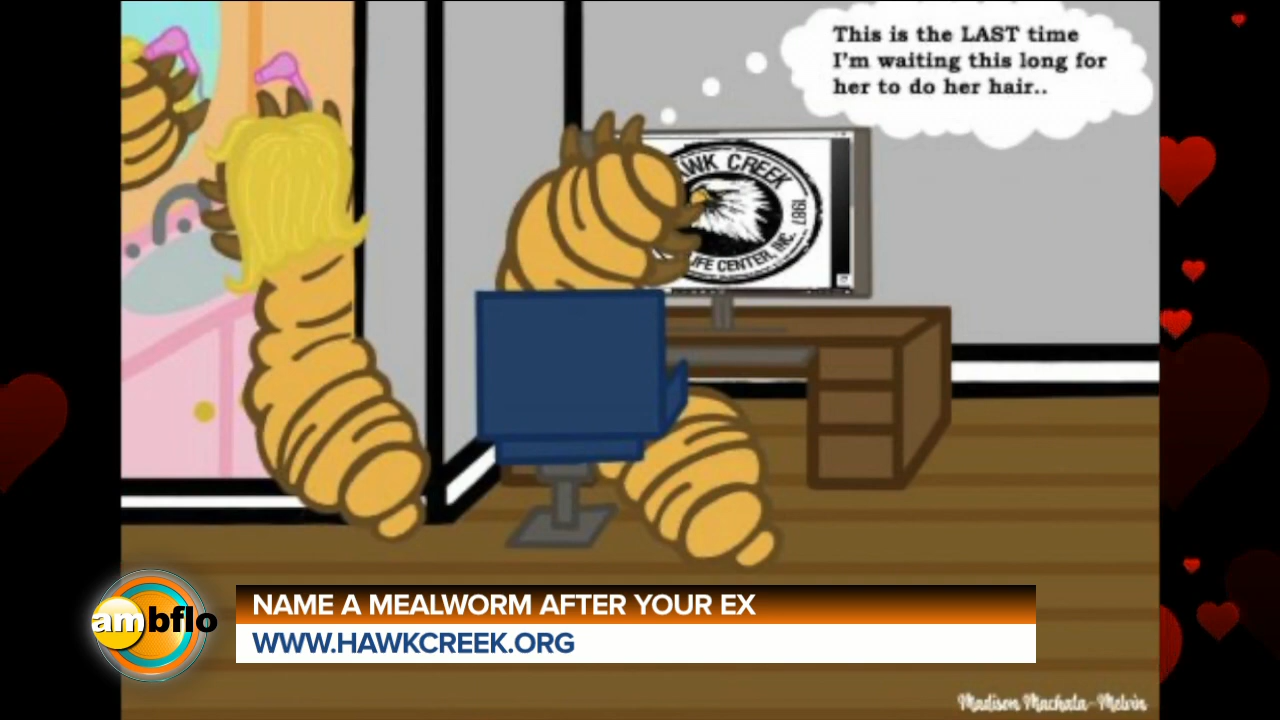 This is the LAST time
I'm waiting this long for
her to do her hair..
AWK CREEK
1987
LIFE CENTER, INC.
am bflo
NAME A MEALWORM AFTER YOUR EX
WWW.HAWKCREEK.ORG
Madison Machata-Melvin